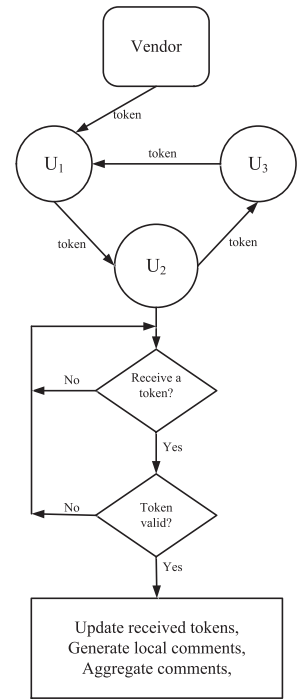 Vendor
token
token
U1
U3
token
token
U2
Receive a
token?
No
Yes
Token
valid?
No
Yes
Update received tokens,
Generate local comments,
Aggregate comments,